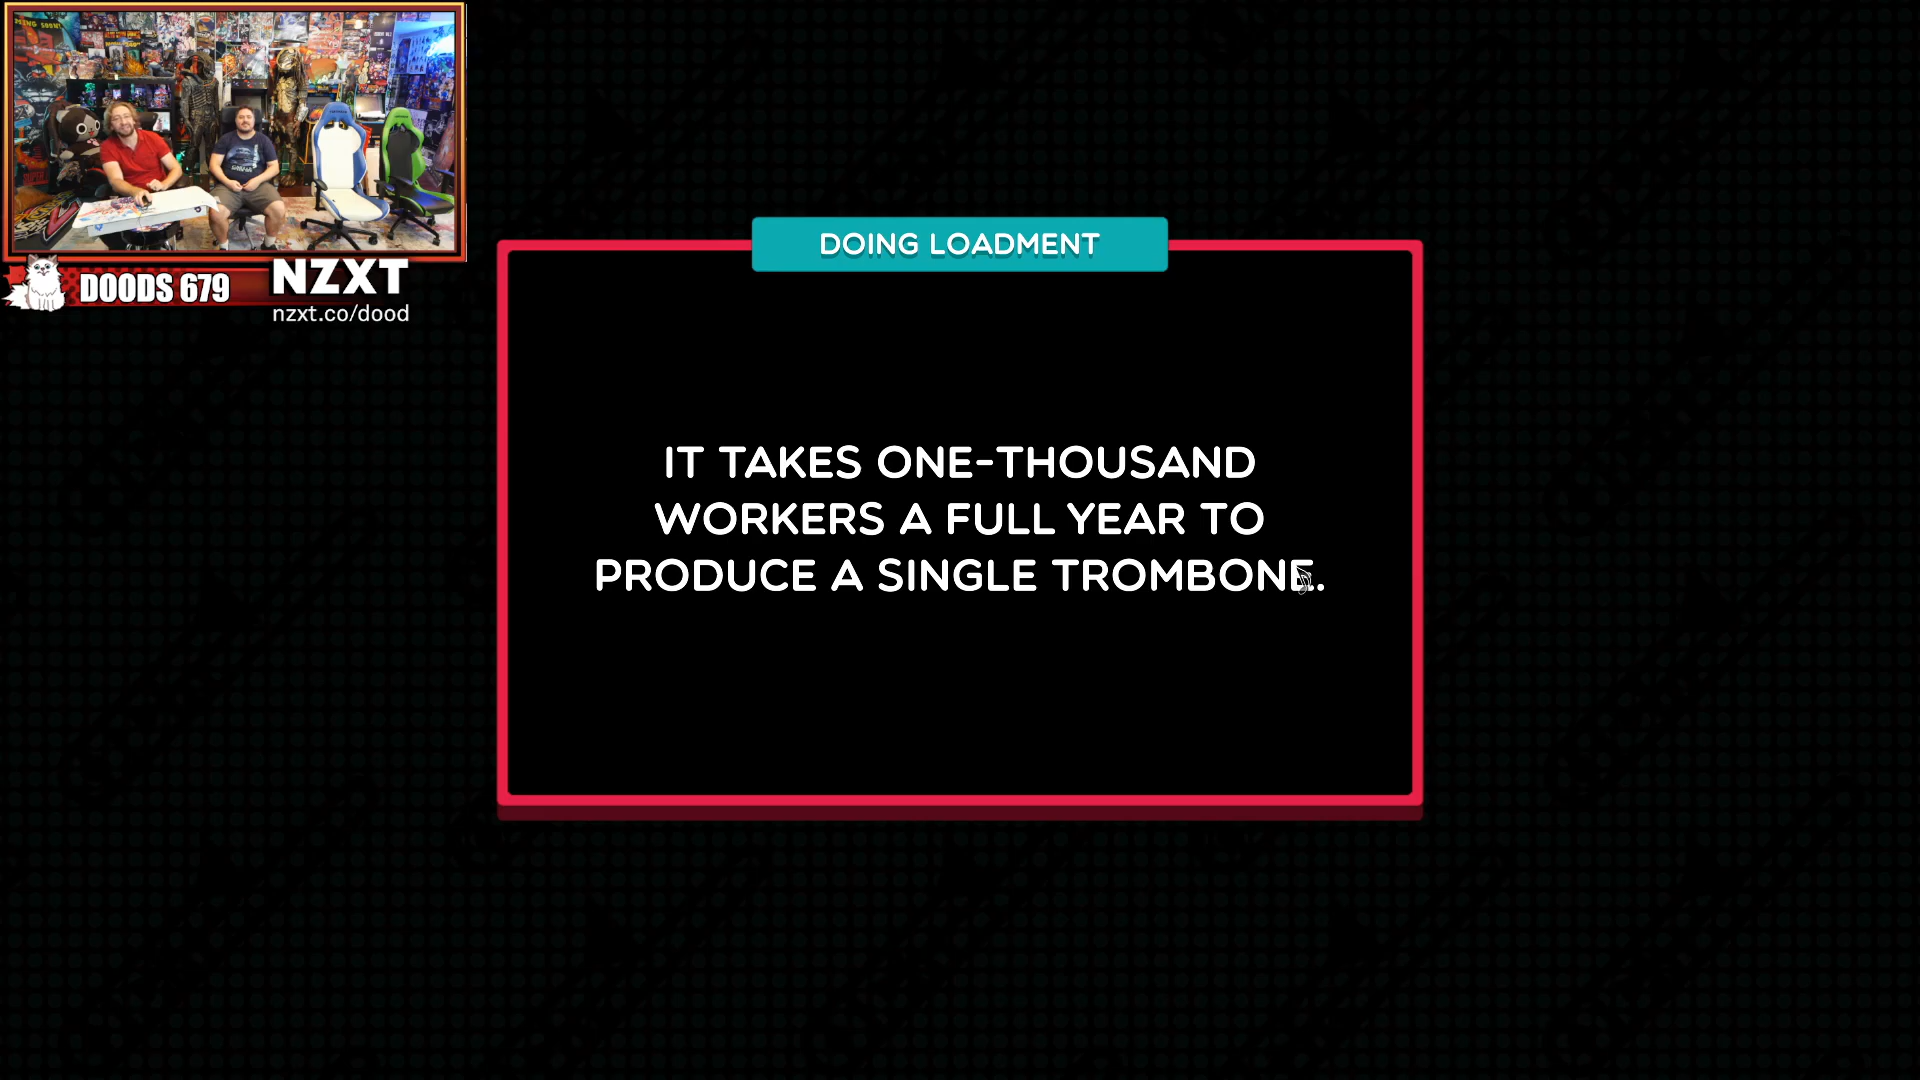 DOODS 679
NZXT
nzxt.co/dood
DOING LOADMENT
IT TAKES ONE-THOUSAND
WORKERS A FULL YEAR TO
PRODUCE A SINGLE TROMBONE.